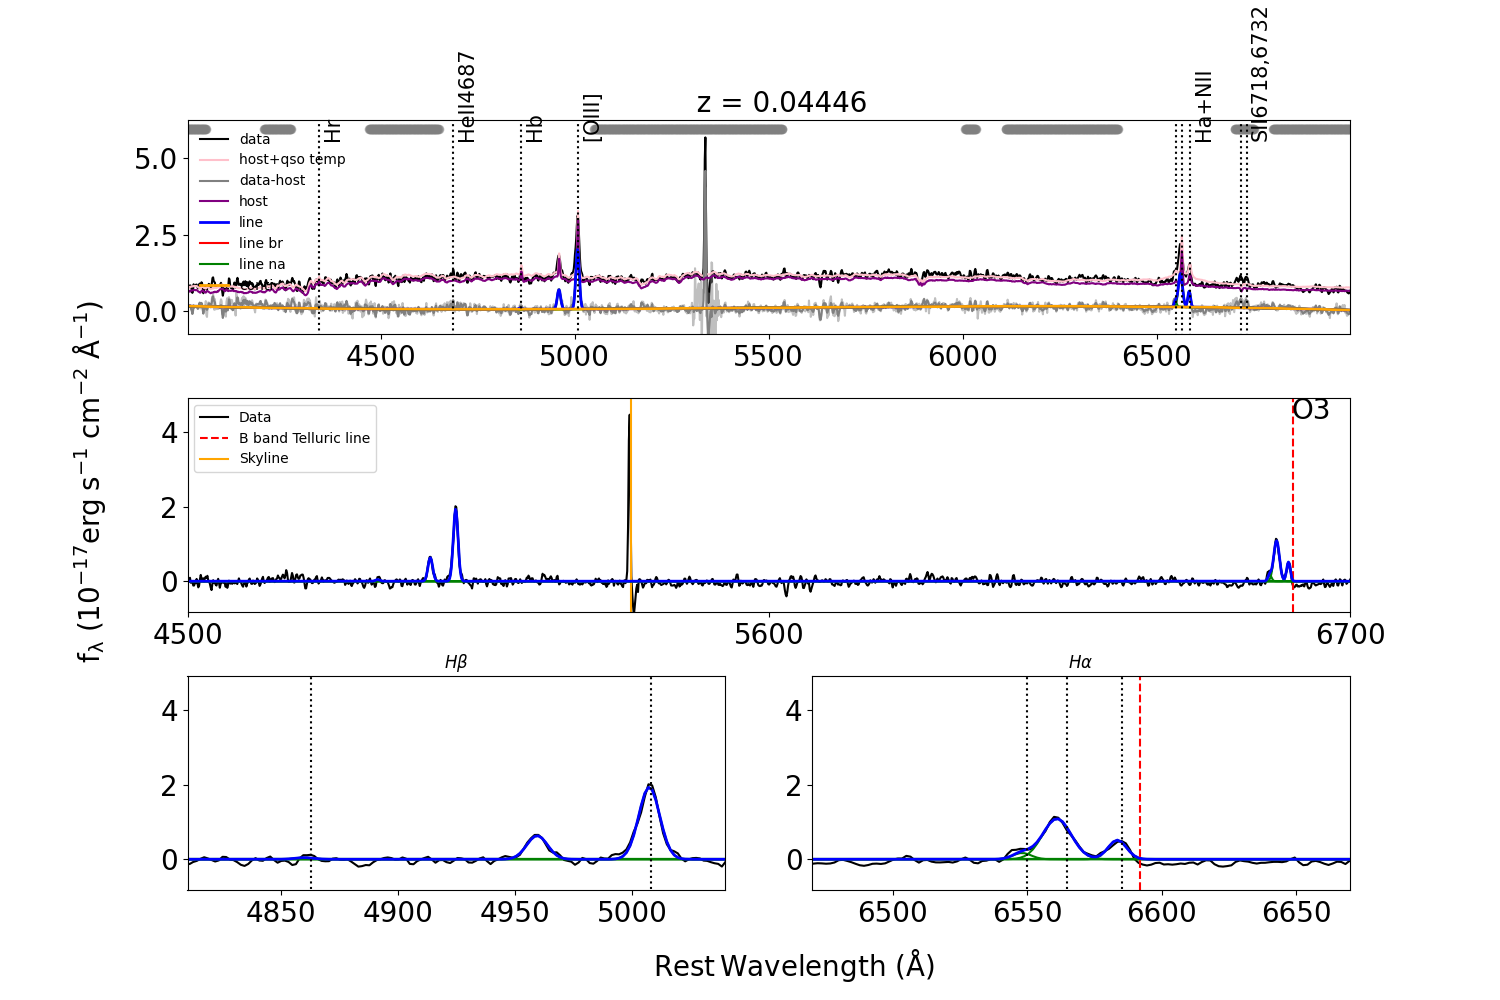 z = 0.04446
Hr
HeII4687
Hb
[OIII]
Ha+NII
SII6718,6732
data
host+qso temp
data-host
host
line
line br
line na
5.0
2.5
0.0
4500 5000 5500 6000 6500
fλ (10⁻¹⁷erg s⁻¹ cm⁻² Å⁻¹)
Data
B band Telluric line
Skyline
O3
4
2
0
4500 5600 6700
Hβ
4
2
0
4850 4900 4950 5000
Hα
4
2
0
6500 6550 6600 6650
Rest Wavelength (Å)